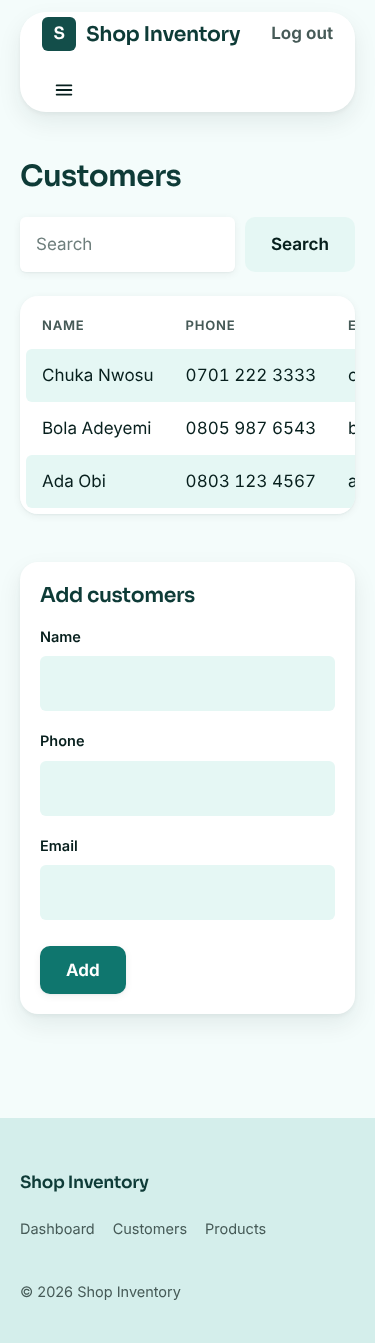 S Shop Inventory Log out
Customers
Search Search
NAME PHONE
Chuka Nwosu 0701 222 3333
Bola Adeyemi 0805 987 6543
Ada Obi 0803 123 4567
Add customers
Name
Phone
Email
Add
Shop Inventory
Dashboard Customers Products
© 2026 Shop Inventory